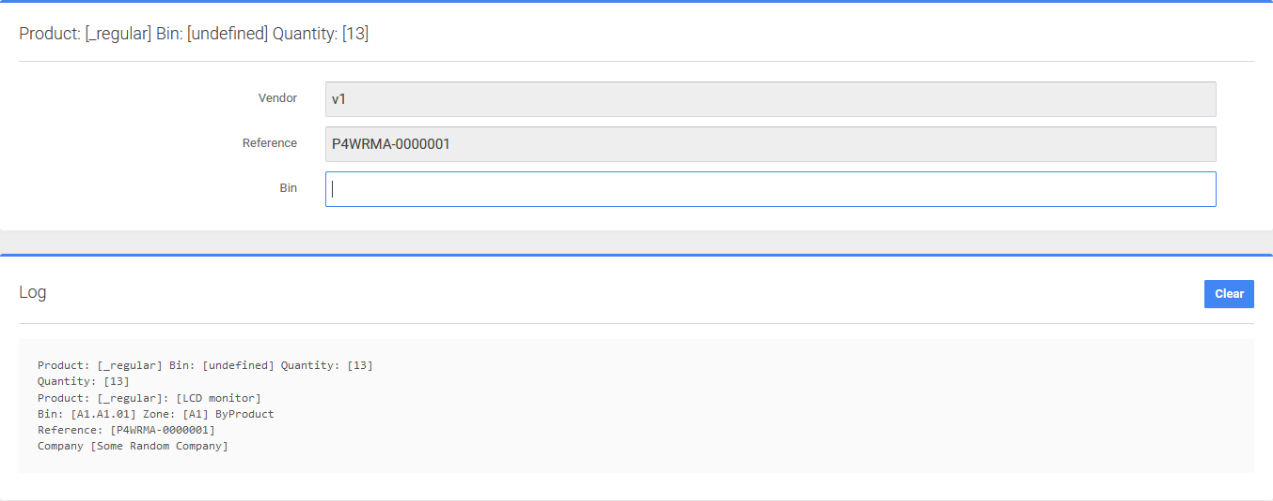 Product: [_regular] Bin: [undefined] Quantity: [13]
Vendor
v1
Reference
P4WRMA-0000001
Bin
Log
Clear
Product: [_regular] Bin: [undefined] Quantity: [13]
Quantity: [13]
Product: [_regular]: [LCD monitor]
Bin: [A1.A1.01] Zone: [A1] ByProduct
Reference: [P4WRMA-0000001]
Company [Some Random Company]